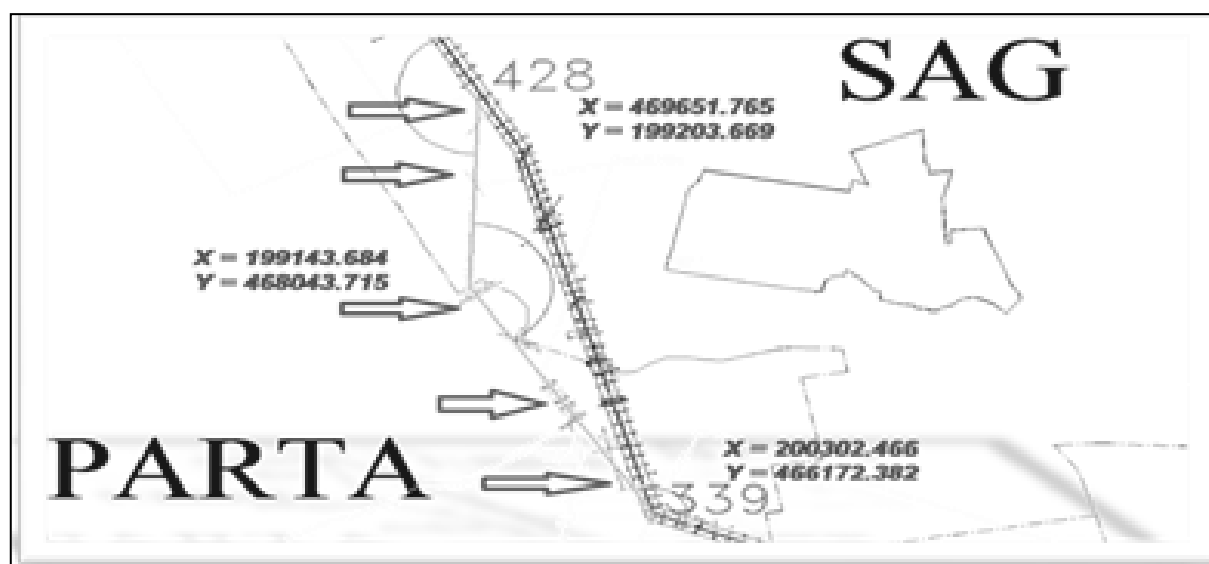 SAG
428
X = 469651.765
Y = 199203.669
X = 199143.684
Y = 468043.715
PARTA
X = 200302.466
Y = 466172.382
339